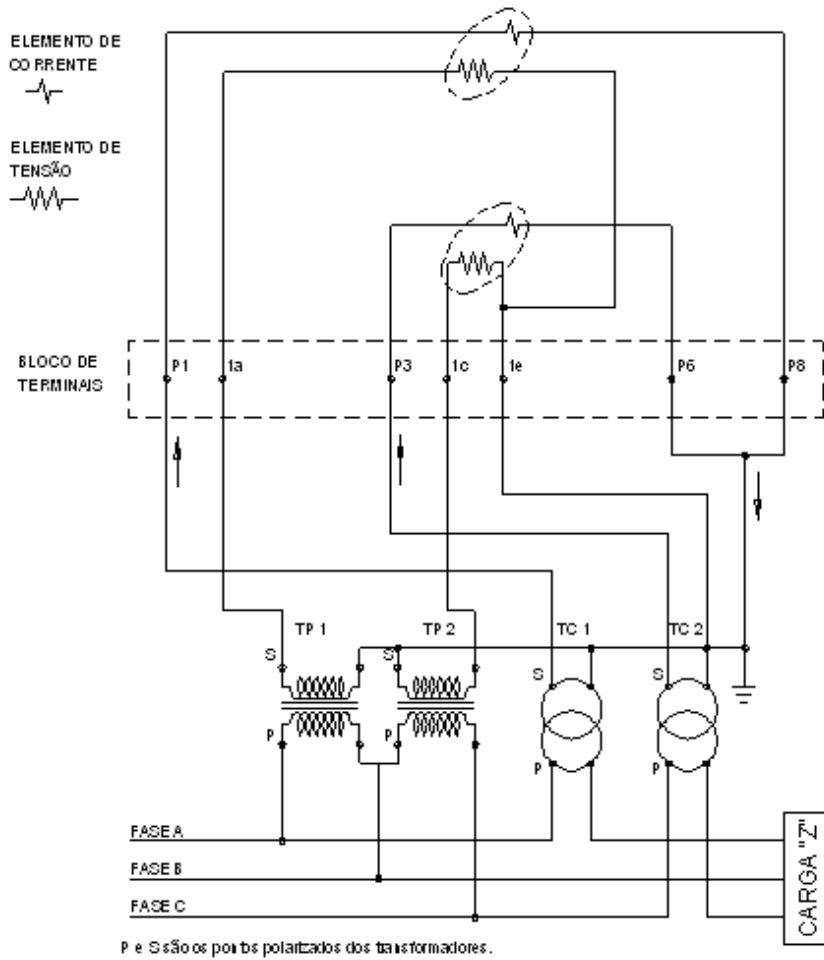 ELEMENTO DE
CORRENTE
ELEMENTO DE
TENSÃO
BLOCO DE
TERMINAIS
P1
1a
P3
1c
1e
P6
P8
TP 1
TP 2
TC 1
TC 2
S
S
S
S
P
P
P
P
FASE A
FASE B
FASE C
CARGA "Z"
P e S são os pontos polarizados dos transformadores.